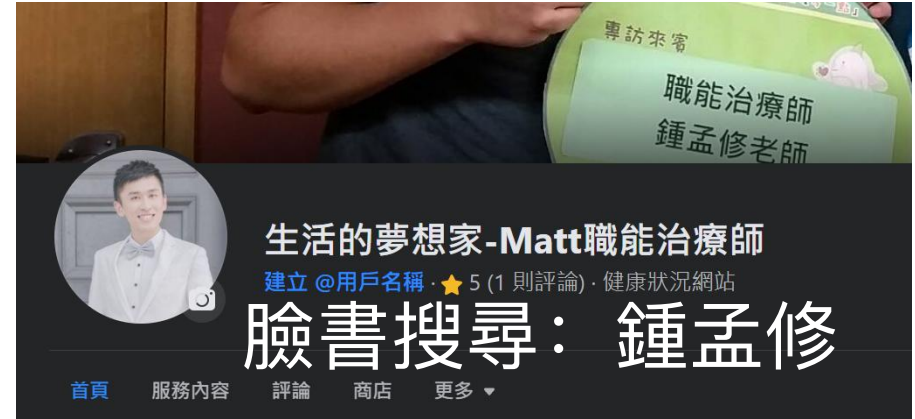 專訪來賓
職能治療師
鍾孟修老師
生活的夢想家-Matt職能治療師
建立 @用戶名稱 · 5 (1 則評論) · 健康狀況網站
臉書搜尋：鍾孟修
首頁 服務內容 評論 商店 更多